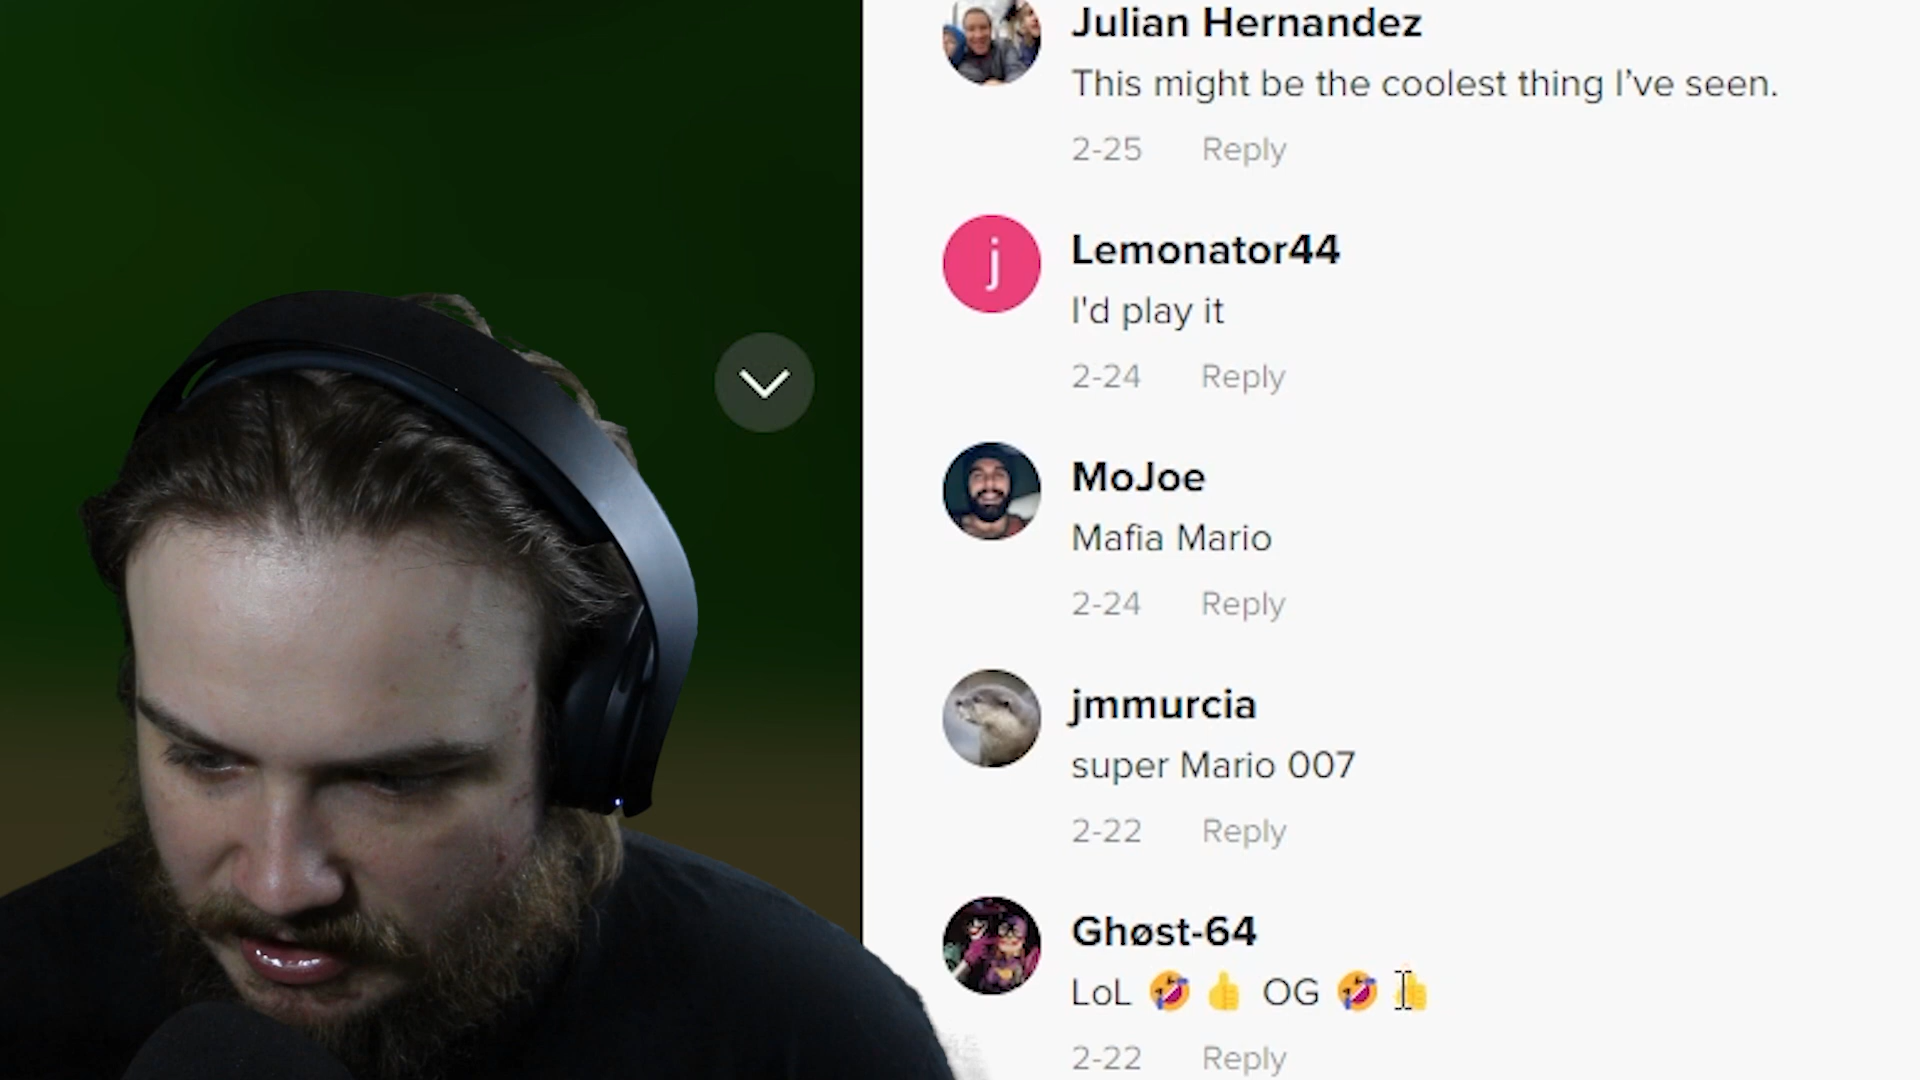 Julian Hernandez
This might be the coolest thing I’ve seen.
2-25 Reply
j
Lemonator44
I'd play it
2-24 Reply
MoJoe
Mafia Mario
2-24 Reply
jmmurcia
super Mario 007
2-22 Reply
Ghøst-64
LoL 🤣 👍 OG 🤣 👍
2-22 Reply